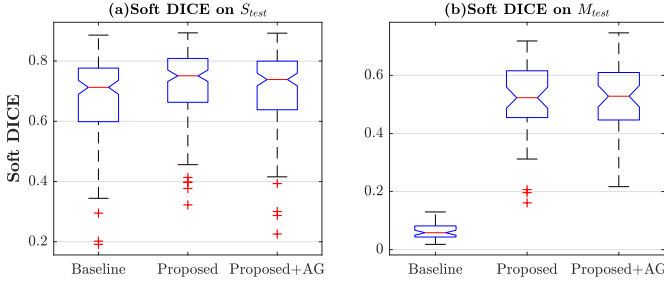 (a)Soft DICE on S_test
(b)Soft DICE on M_test
Soft DICE
0.8
0.6
0.4
0.2
Baseline
Proposed
Proposed+AG
0.6
0.4
0.2
0
Baseline
Proposed
Proposed+AG